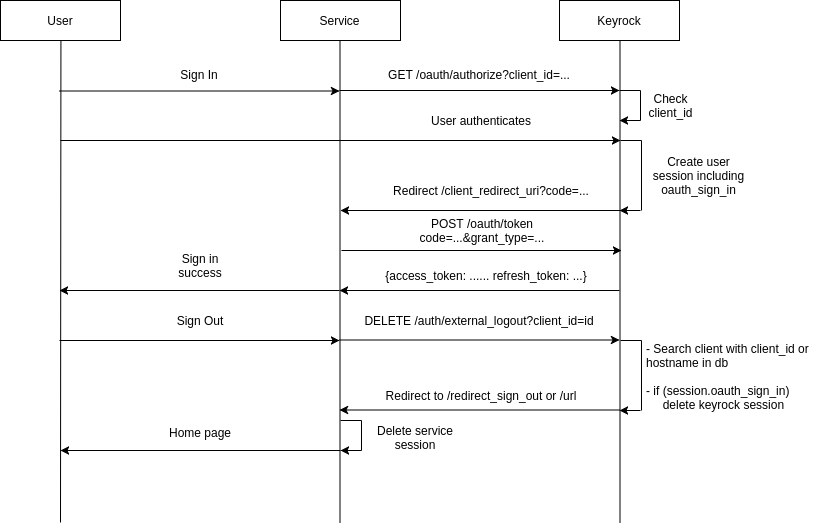 User
Service
Keyrock
Sign In
GET /oauth/authorize?client_id=...
Check
client_id
User authenticates
Create user
session including
oauth_sign_in
Redirect /client_redirect_uri?code=...
POST /oauth/token
code=...&grant_type=...
Sign in
success
{access_token: ...... refresh_token: ...}
Sign Out
DELETE /auth/external_logout?client_id=id
- Search client with client_id or
hostname in db
- if (session.oauth_sign_in)
delete keyrock session
Redirect to /redirect_sign_out or /url
Home page
Delete service
session